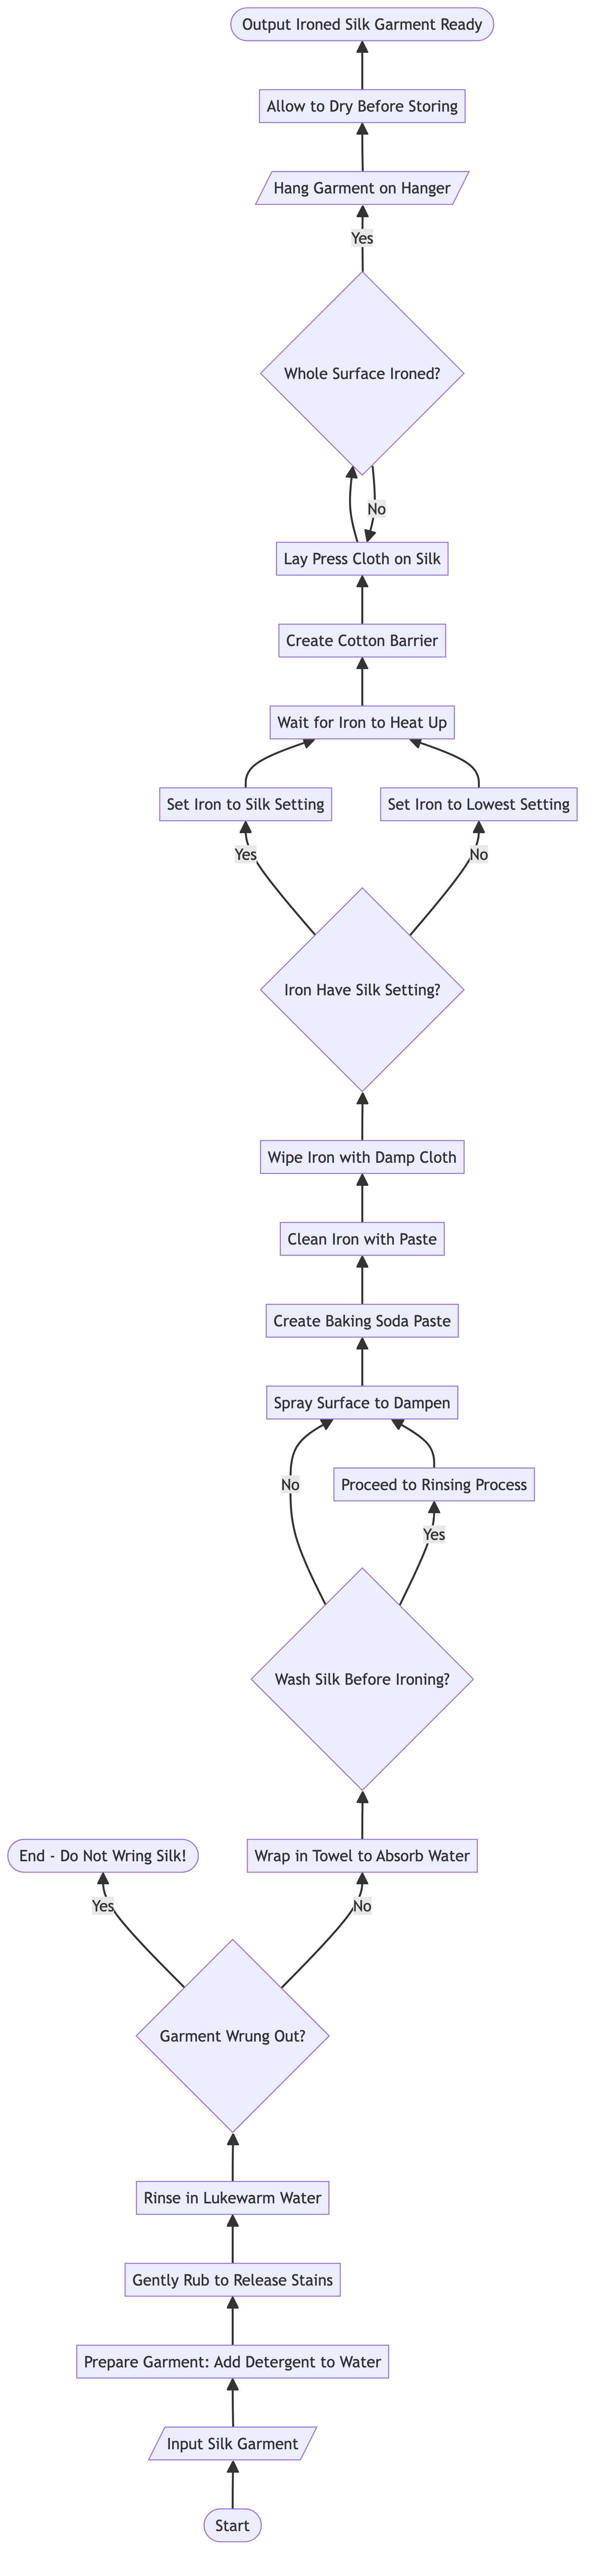 Output Ironed Silk Garment Ready
Allow to Dry Before Storing
Hang Garment on Hanger
Yes
Whole Surface Ironed?
No
Lay Press Cloth on Silk
Create Cotton Barrier
Wait for Iron to Heat Up
Set Iron to Silk Setting
Set Iron to Lowest Setting
Yes
No
Iron Have Silk Setting?
Wipe Iron with Damp Cloth
Clean Iron with Paste
Create Baking Soda Paste
Spray Surface to Dampen
No
Proceed to Rinsing Process
Yes
Wash Silk Before Ironing?
End - Do Not Wring Silk!
Wrap in Towel to Absorb Water
Yes
No
Garment Wrung Out?
Rinse in Lukewarm Water
Gently Rub to Release Stains
Prepare Garment: Add Detergent to Water
Input Silk Garment
Start